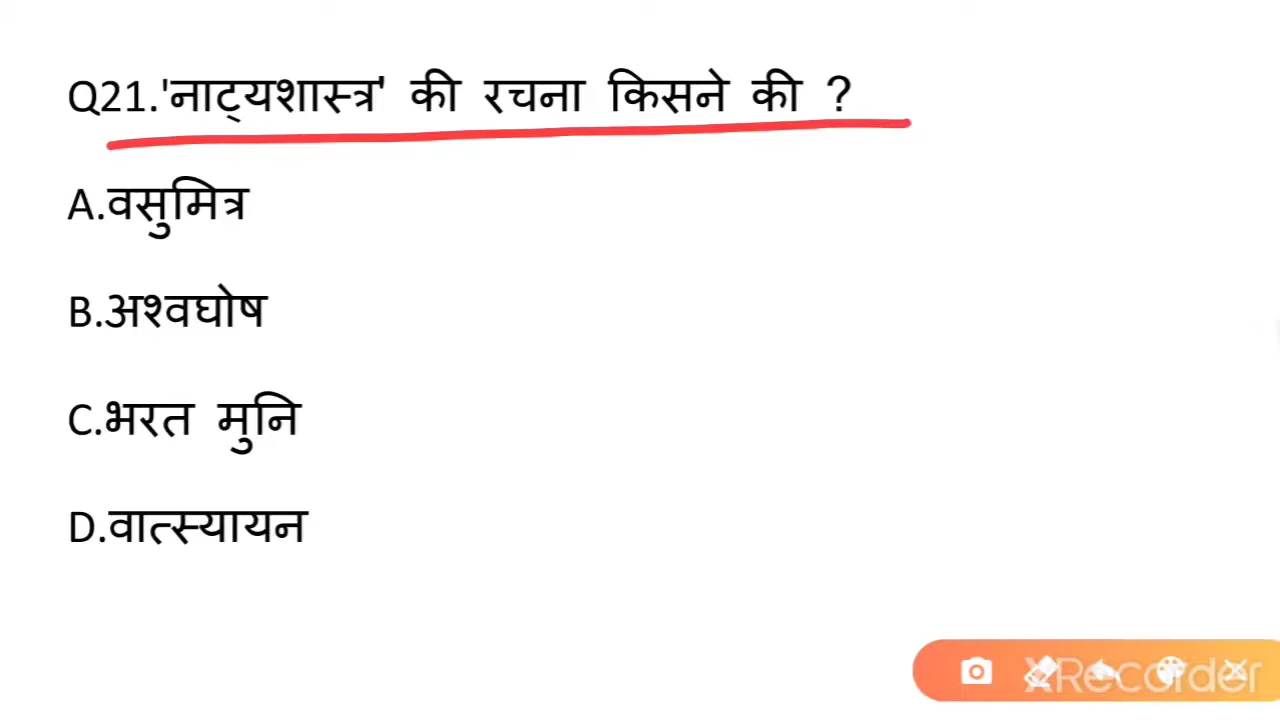 Q21.'नाट्यशास्त्र' की रचना किसने की ?
A.वसुमित्र
B.अश्वघोष
C.भरत मुनि
D.वात्स्यायन
XRecorder